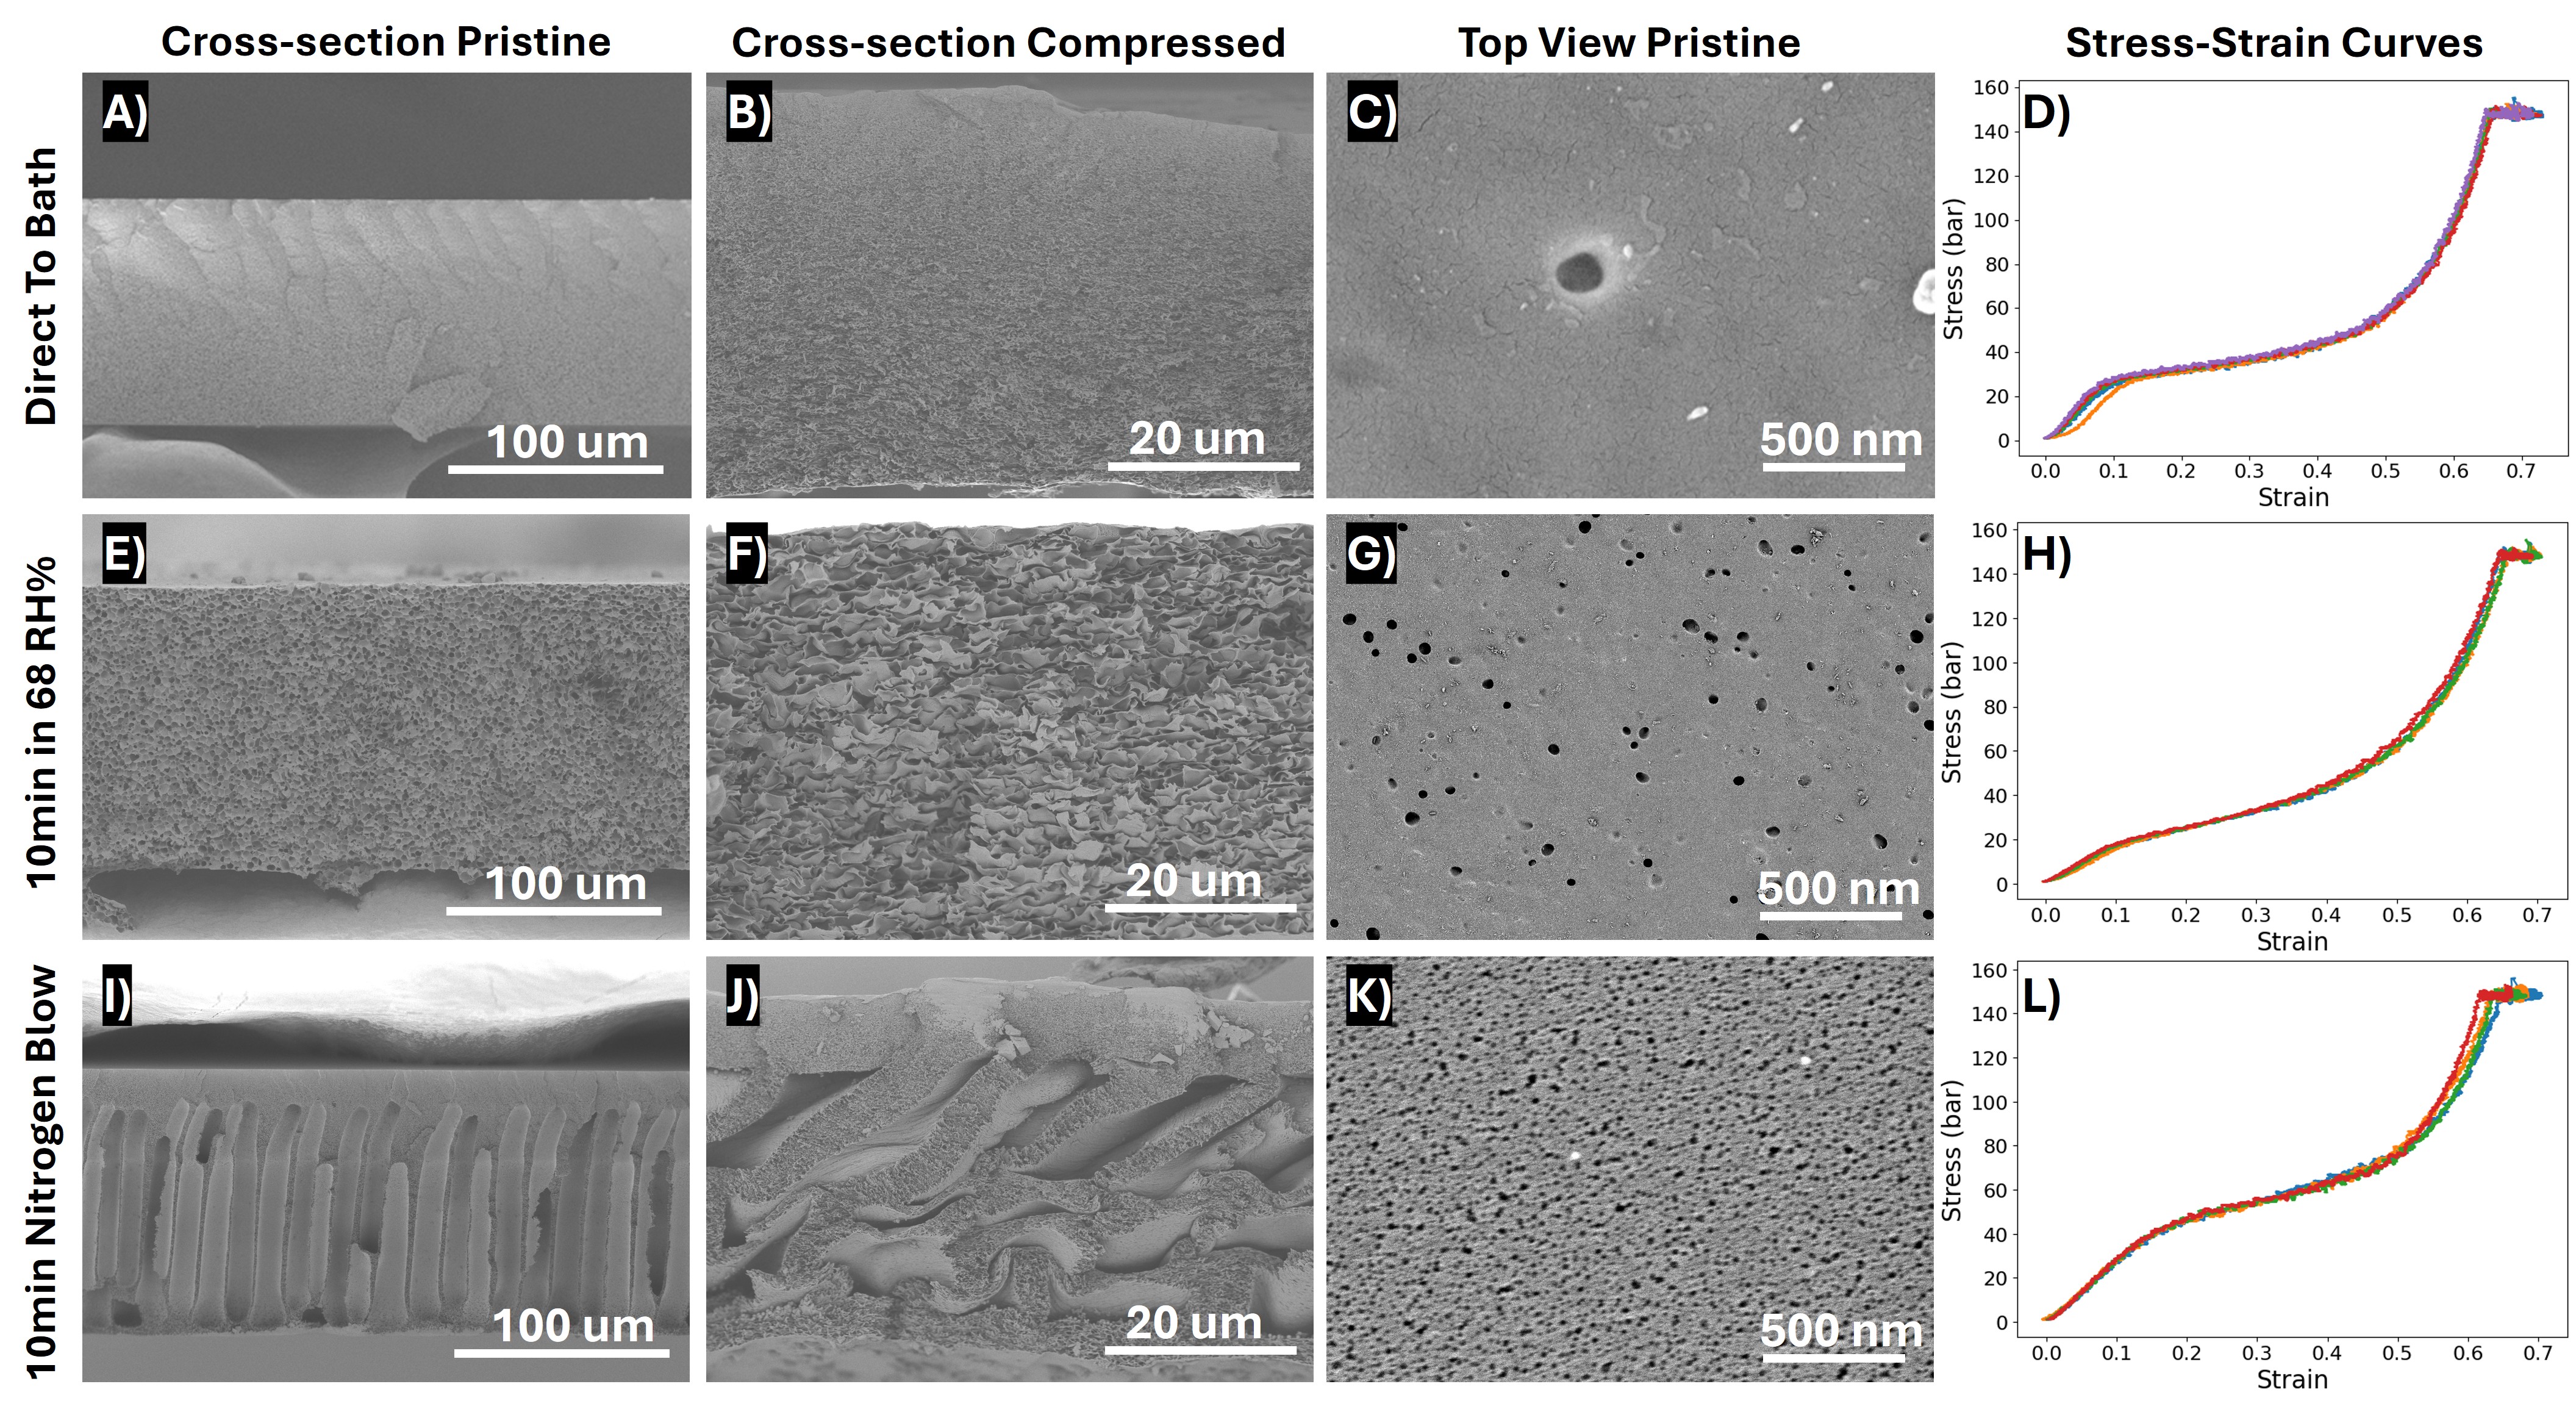 Cross-section Pristine
Cross-section Compressed
Top View Pristine
Stress-Strain Curves
Direct To Bath
A)
100 um
B)
20 um
C)
500 nm
D)
Stress (bar)
160
140
120
100
80
60
40
20
0
0.0 0.1 0.2 0.3 0.4 0.5 0.6 0.7
Strain
10min in 68 RH%
E)
100 um
F)
20 um
G)
500 nm
H)
Stress (bar)
160
140
120
100
80
60
40
20
0
0.0 0.1 0.2 0.3 0.4 0.5 0.6 0.7
Strain
10min Nitrogen Blow
I)
100 um
J)
20 um
K)
500 nm
L)
Stress (bar)
160
140
120
100
80
60
40
20
0
0.0 0.1 0.2 0.3 0.4 0.5 0.6 0.7
Strain